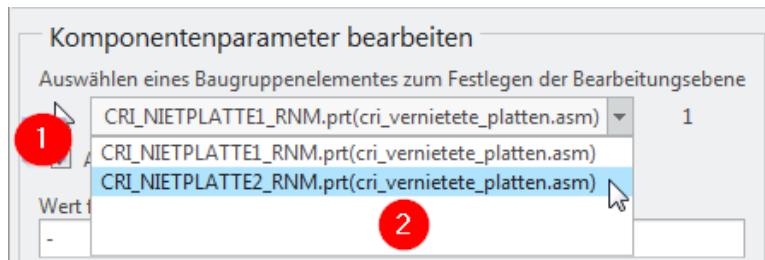 Komponentenparameter bearbeiten
Auswählen eines Baugruppenelementes zum Festlegen der Bearbeitungsebene
CRI_NIETPLATTE1_RNM.prt(cri_vernietete_platten.asm) 1
1
CRI_NIETPLATTE1_RNM.prt(cri_vernietete_platten.asm)
CRI_NIETPLATTE2_RNM.prt(cri_vernietete_platten.asm)
Wert
2
-